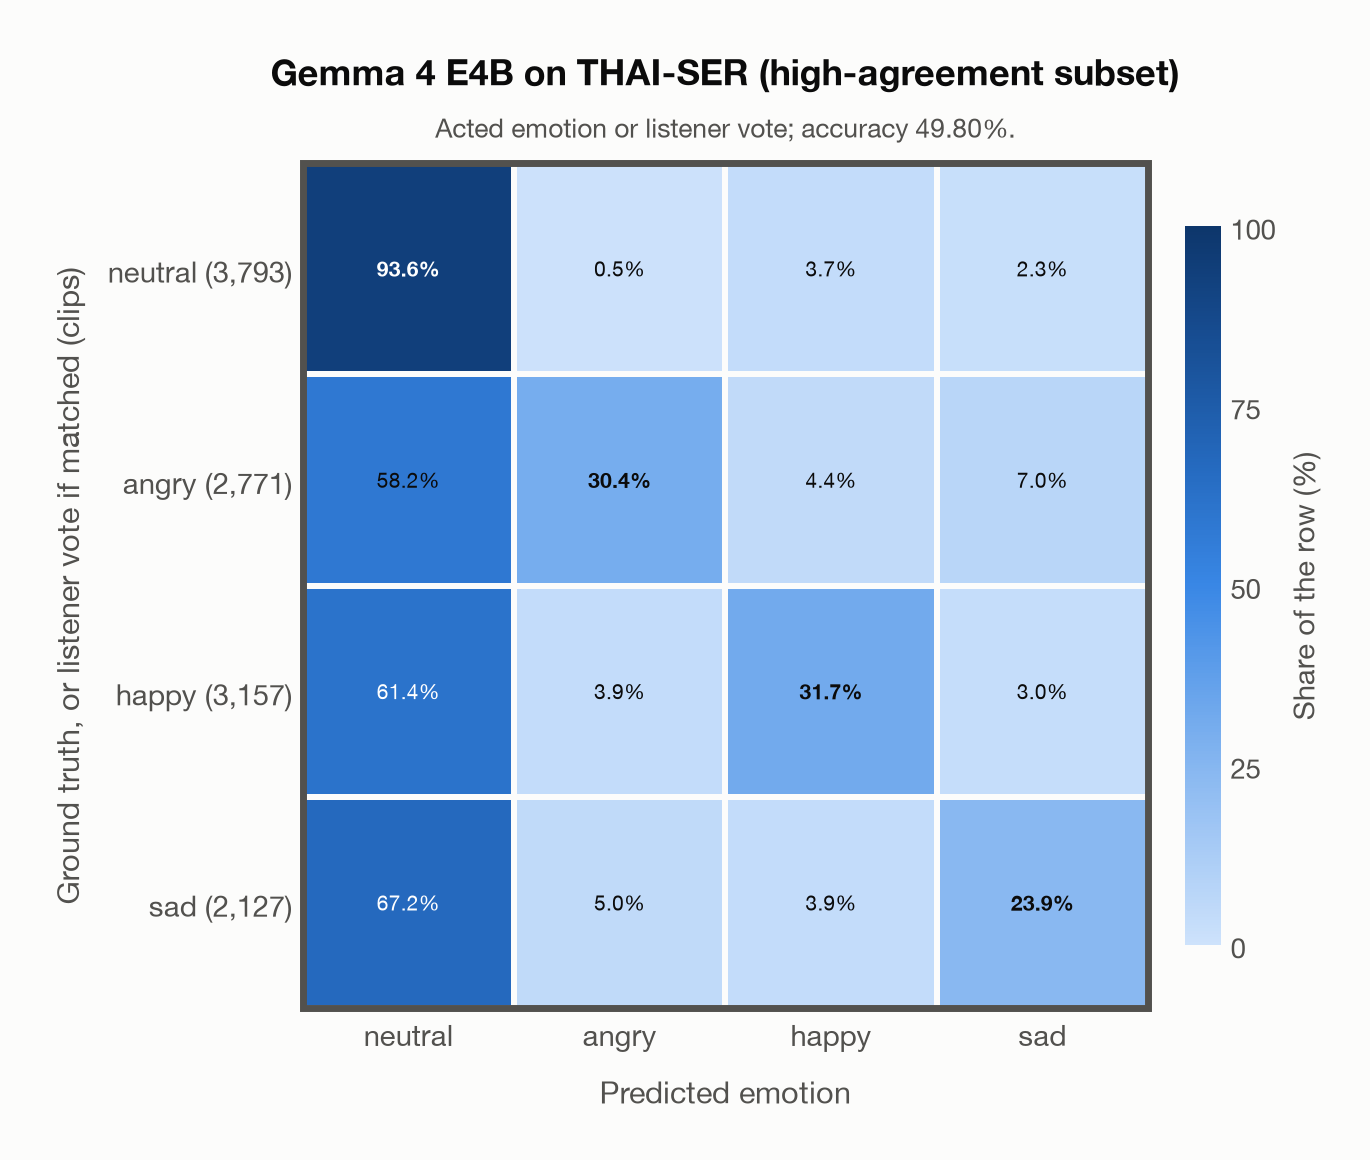 Gemma 4 E4B on THAI-SER (high-agreement subset)
Acted emotion or listener vote; accuracy 49.80%.
Ground truth, or listener vote if matched (clips)
neutral (3,793) 93.6% 0.5% 3.7% 2.3%
angry (2,771) 58.2% 30.4% 4.4% 7.0%
happy (3,157) 61.4% 3.9% 31.7% 3.0%
sad (2,127) 67.2% 5.0% 3.9% 23.9%
neutral angry happy sad
Predicted emotion
100
75
50
25
0
Share of the row (%)